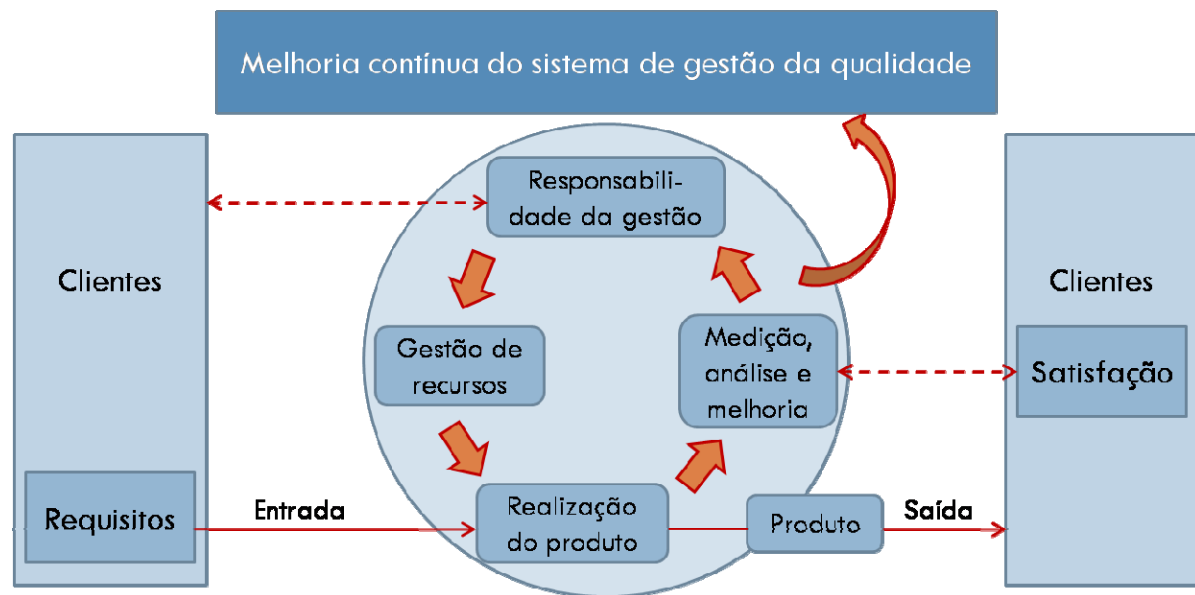 Melhoria contínua do sistema de gestão da qualidade
Responsabili-
dade da gestão
Clientes
Clientes
Gestão de
recursos
Medição,
análise e
melhoria
Satisfação
Requisitos
Entrada
Realização
do produto
Produto
Saída